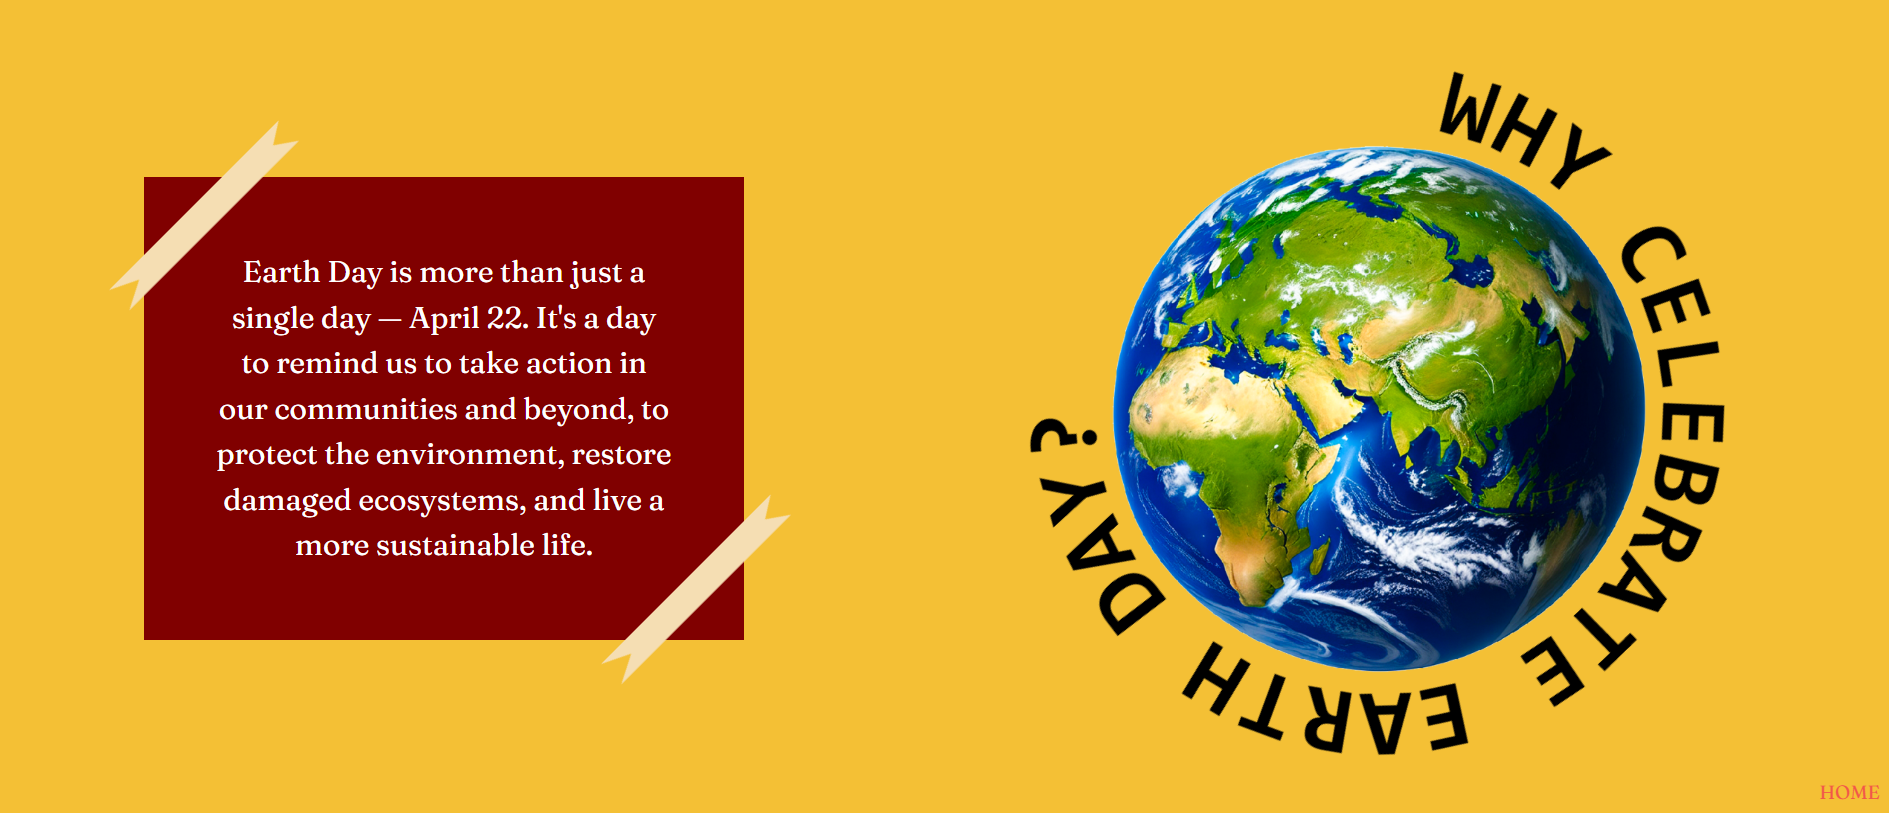 Earth Day is more than just a
single day — April 22. It's a day
to remind us to take action in
our communities and beyond, to
protect the environment, restore
damaged ecosystems, and live a
more sustainable life.
WHY CELEBRATE EARTH DAY?
HOME